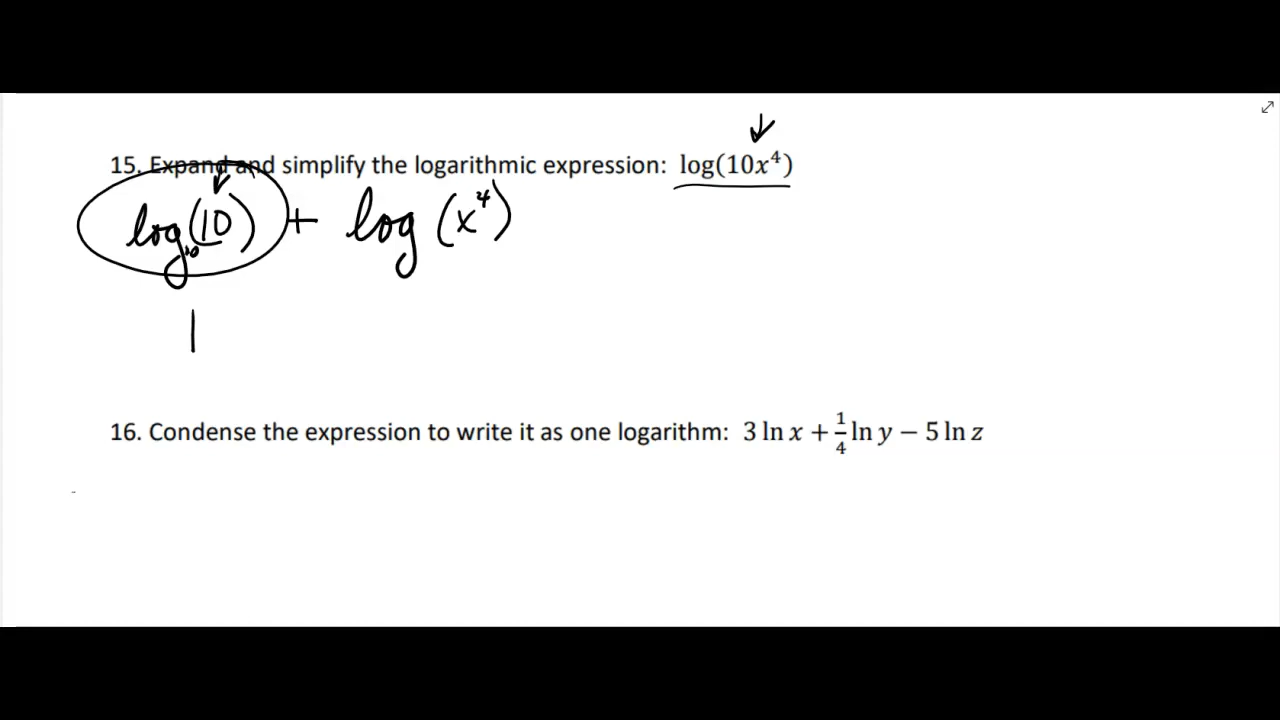 15. Expand and simplify the logarithmic expression: log(10x⁴)
log₁₀(10) + log(x⁴)
1
16. Condense the expression to write it as one logarithm: 3 ln x + 1/4 ln y − 5 ln z